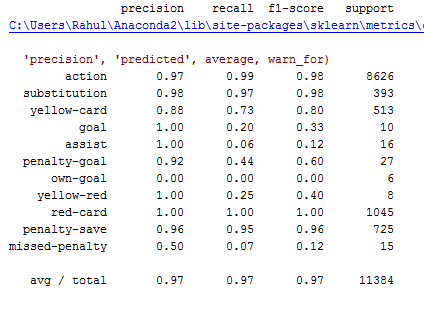 precision recall f1-score support
C:\Users\Rahul\Anaconda2\lib\site-packages\sklearn\metrics\
'precision', 'predicted', average, warn_for)
action 0.97 0.99 0.98 8626
substitution 0.98 0.97 0.98 393
yellow-card 0.88 0.73 0.80 513
goal 1.00 0.20 0.33 10
assist 1.00 0.06 0.12 16
penalty-goal 0.92 0.44 0.60 27
own-goal 0.00 0.00 0.00 6
yellow-red 1.00 0.25 0.40 8
red-card 1.00 1.00 1.00 1045
penalty-save 0.96 0.95 0.96 725
missed-penalty 0.50 0.07 0.12 15
avg / total 0.97 0.97 0.97 11384